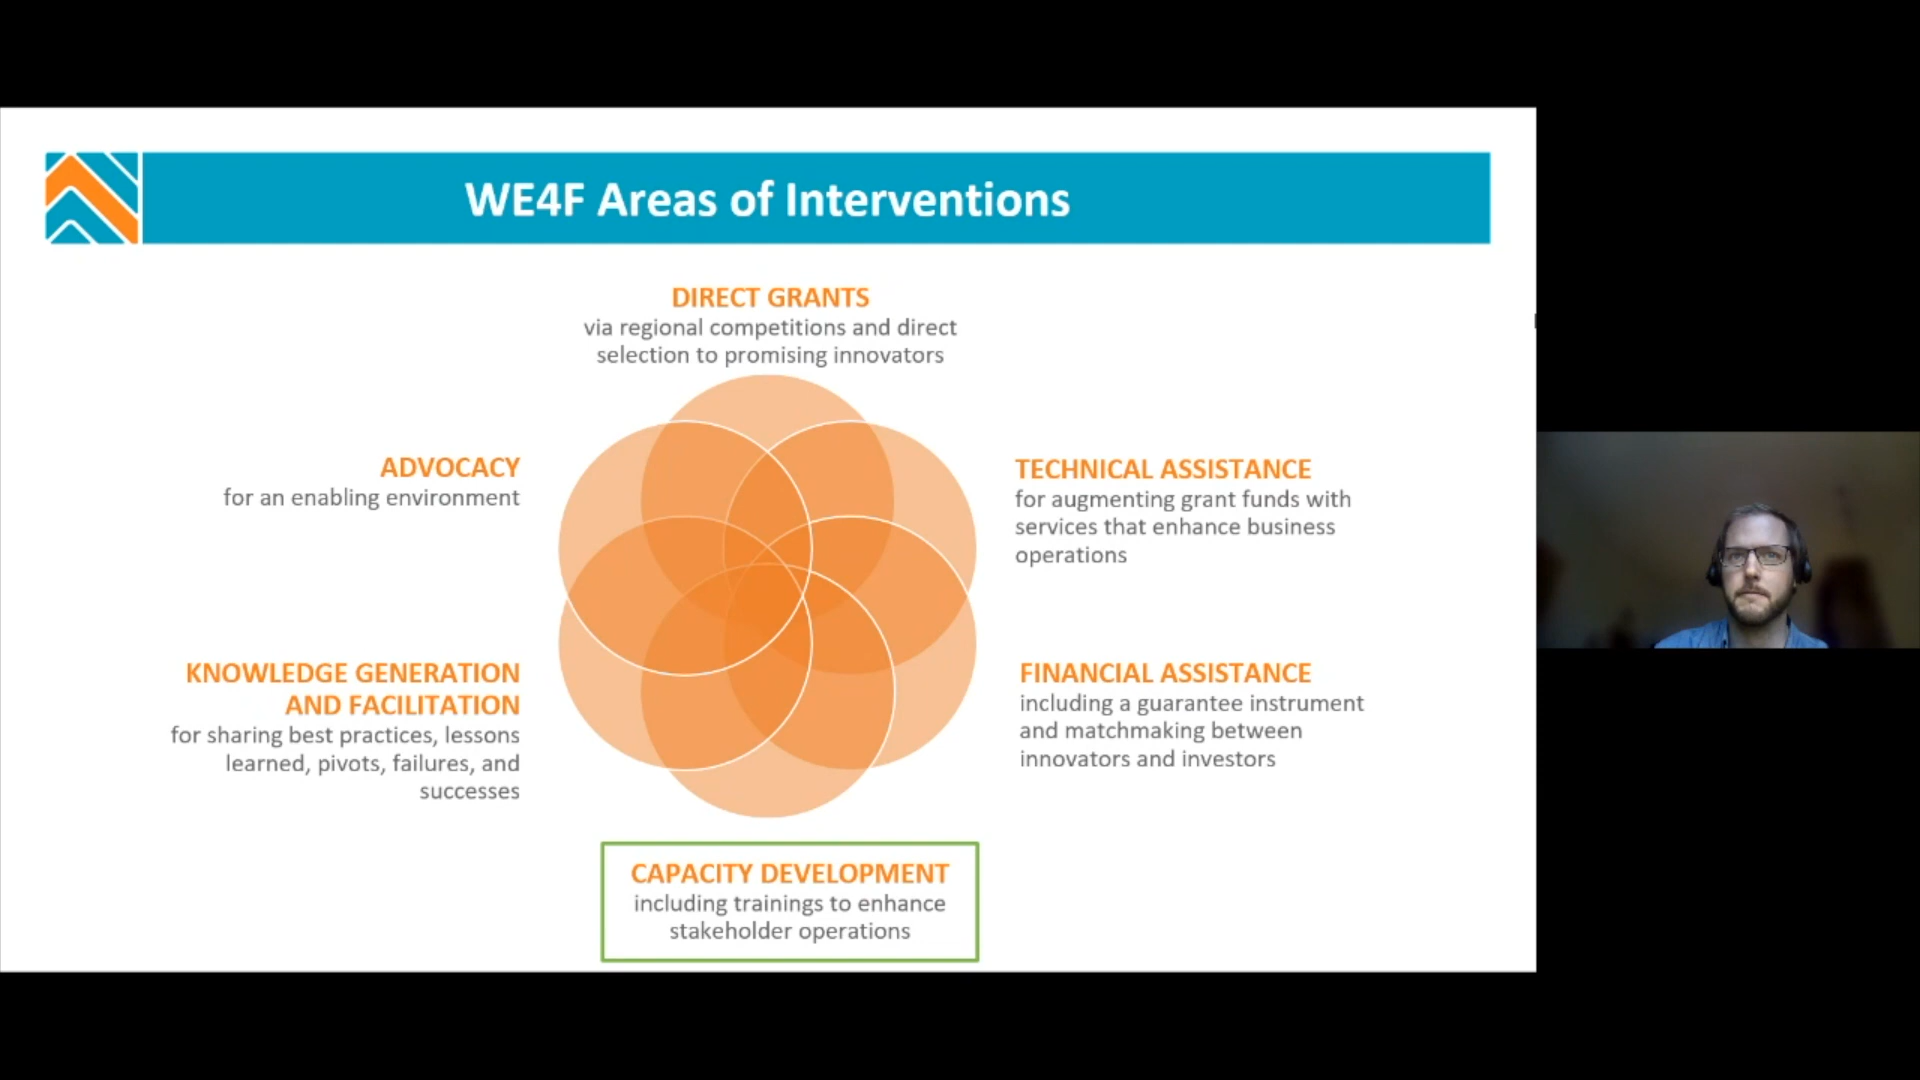 WE4F Areas of Interventions
DIRECT GRANTS
via regional competitions and direct
selection to promising innovators
ADVOCACY
for an enabling environment
TECHNICAL ASSISTANCE
for augmenting grant funds with
services that enhance business
operations
KNOWLEDGE GENERATION
AND FACILITATION
for sharing best practices, lessons
learned, pivots, failures, and
successes
FINANCIAL ASSISTANCE
including a guarantee instrument
and matchmaking between
innovators and investors
CAPACITY DEVELOPMENT
including trainings to enhance
stakeholder operations